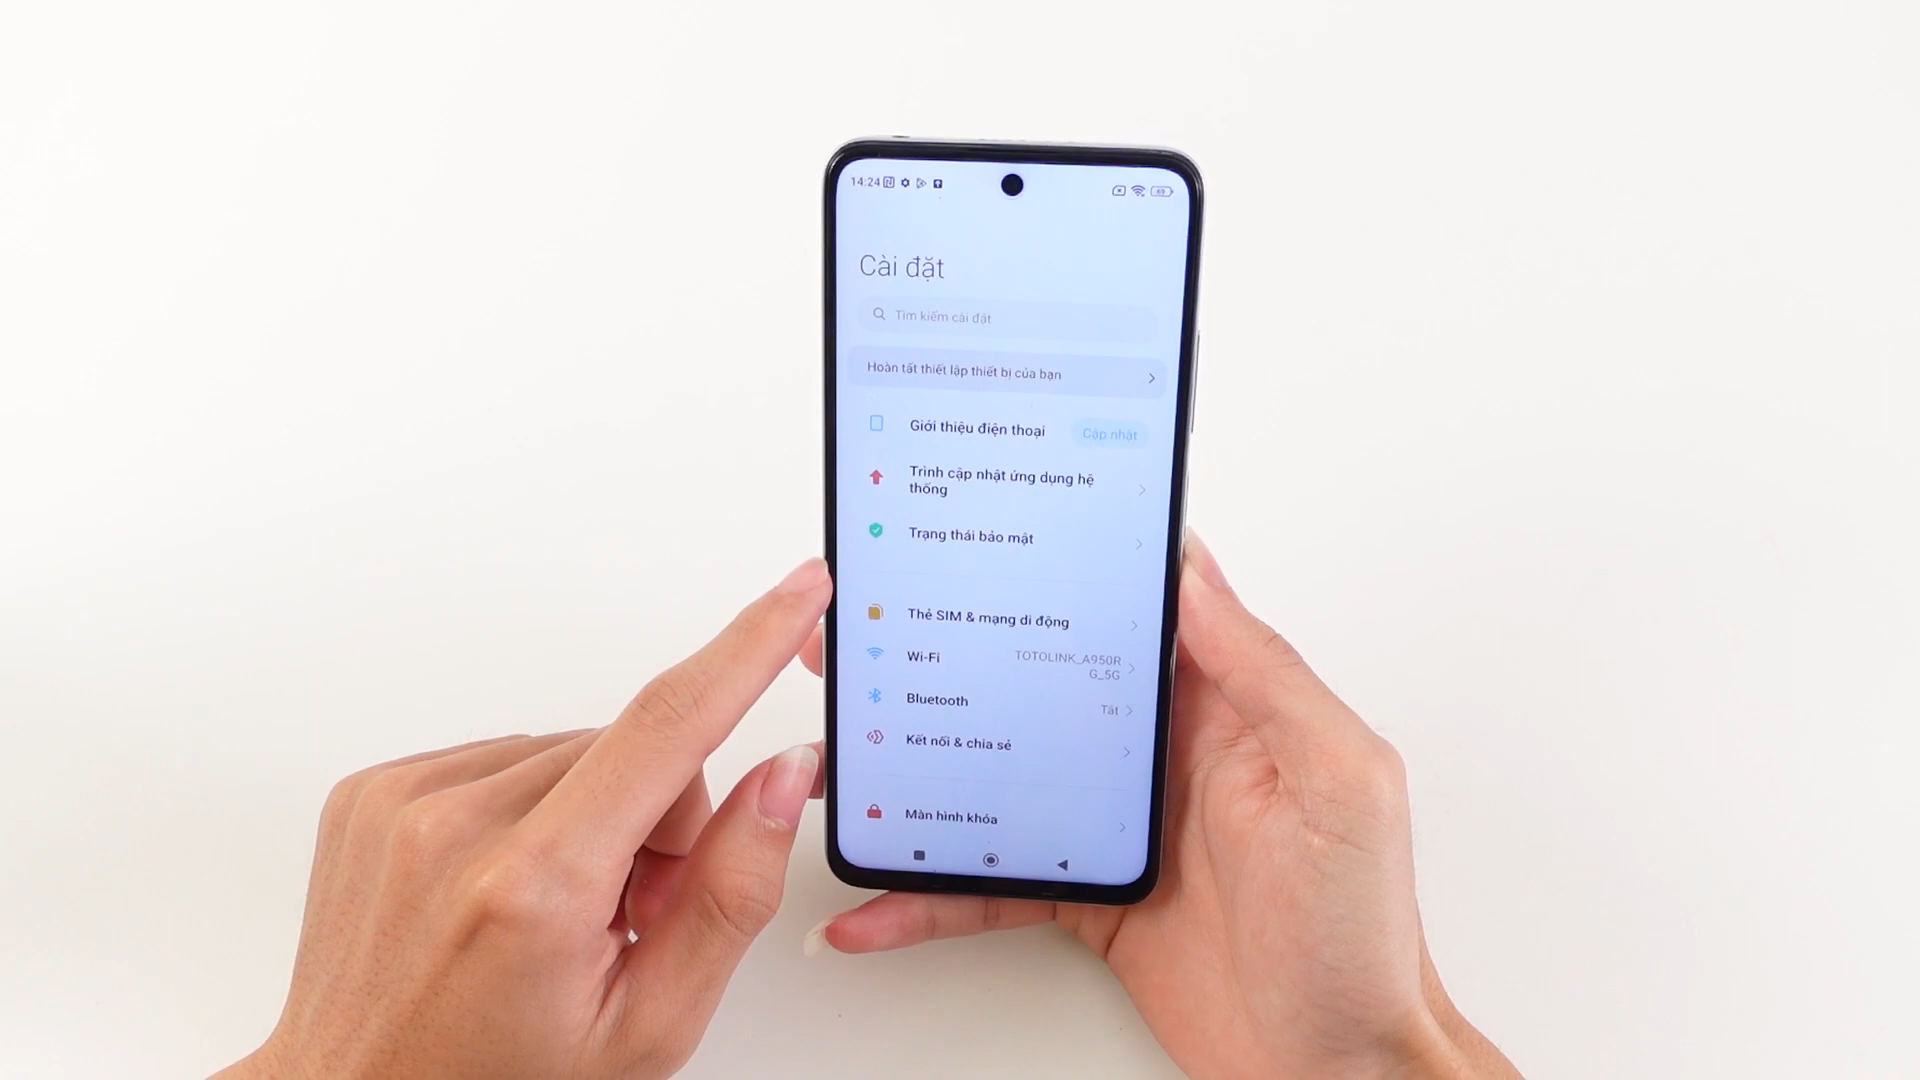 14:24
69
Cài đặt
Tìm kiếm cài đặt
Hoàn tất thiết lập thiết bị của bạn
Giới thiệu điện thoại
Cập nhật
Trình cập nhật ứng dụng hệ
thống
Trạng thái bảo mật
Thẻ SIM & mạng di động
Wi-Fi
TOTOLINK_A950R
G_5G
Bluetooth
Tắt
Kết nối & chia sẻ
Màn hình khóa